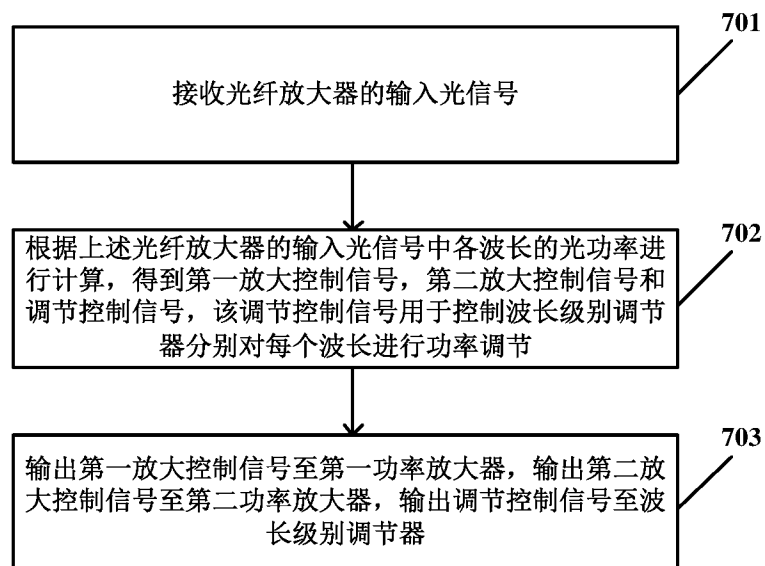 701
接收光纤放大器的输入光信号
702
根据上述光纤放大器的输入光信号中各波长的光功率进
行计算，得到第一放大控制信号，第二放大控制信号和
调节控制信号，该调节控制信号用于控制波长级别调节
器分别对每个波长进行功率调节
703
输出第一放大控制信号至第一功率放大器，输出第二放
大控制信号至第二功率放大器，输出调节控制信号至波
长级别调节器